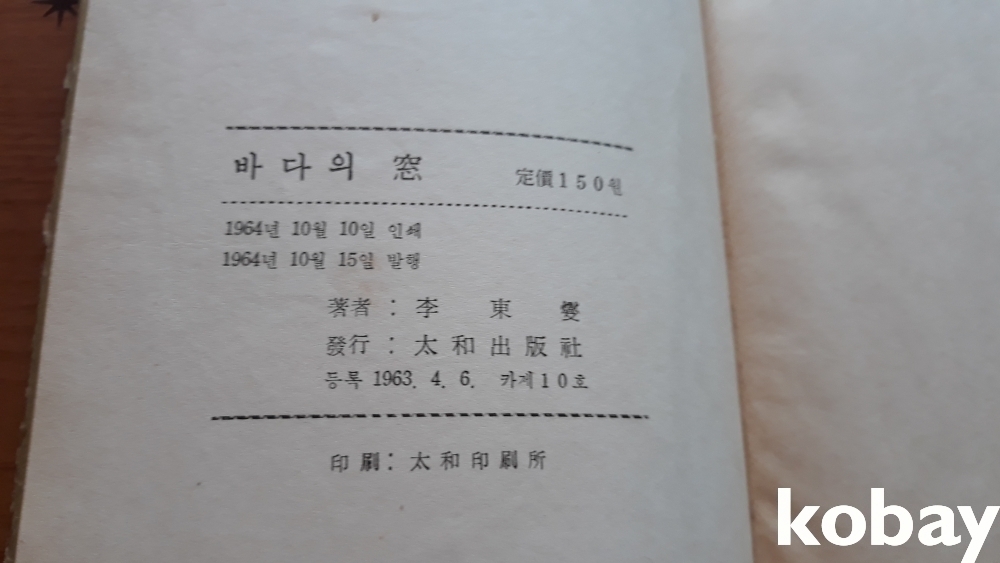 바다의 窓 定價150원
1964년 10월 10일 인쇄
1964년 10월 15일 발행
著者 : 李 東 燮
發行 : 太和出版社
등록 1963. 4. 6. 카제10호
印刷 : 太和印刷所
kobay